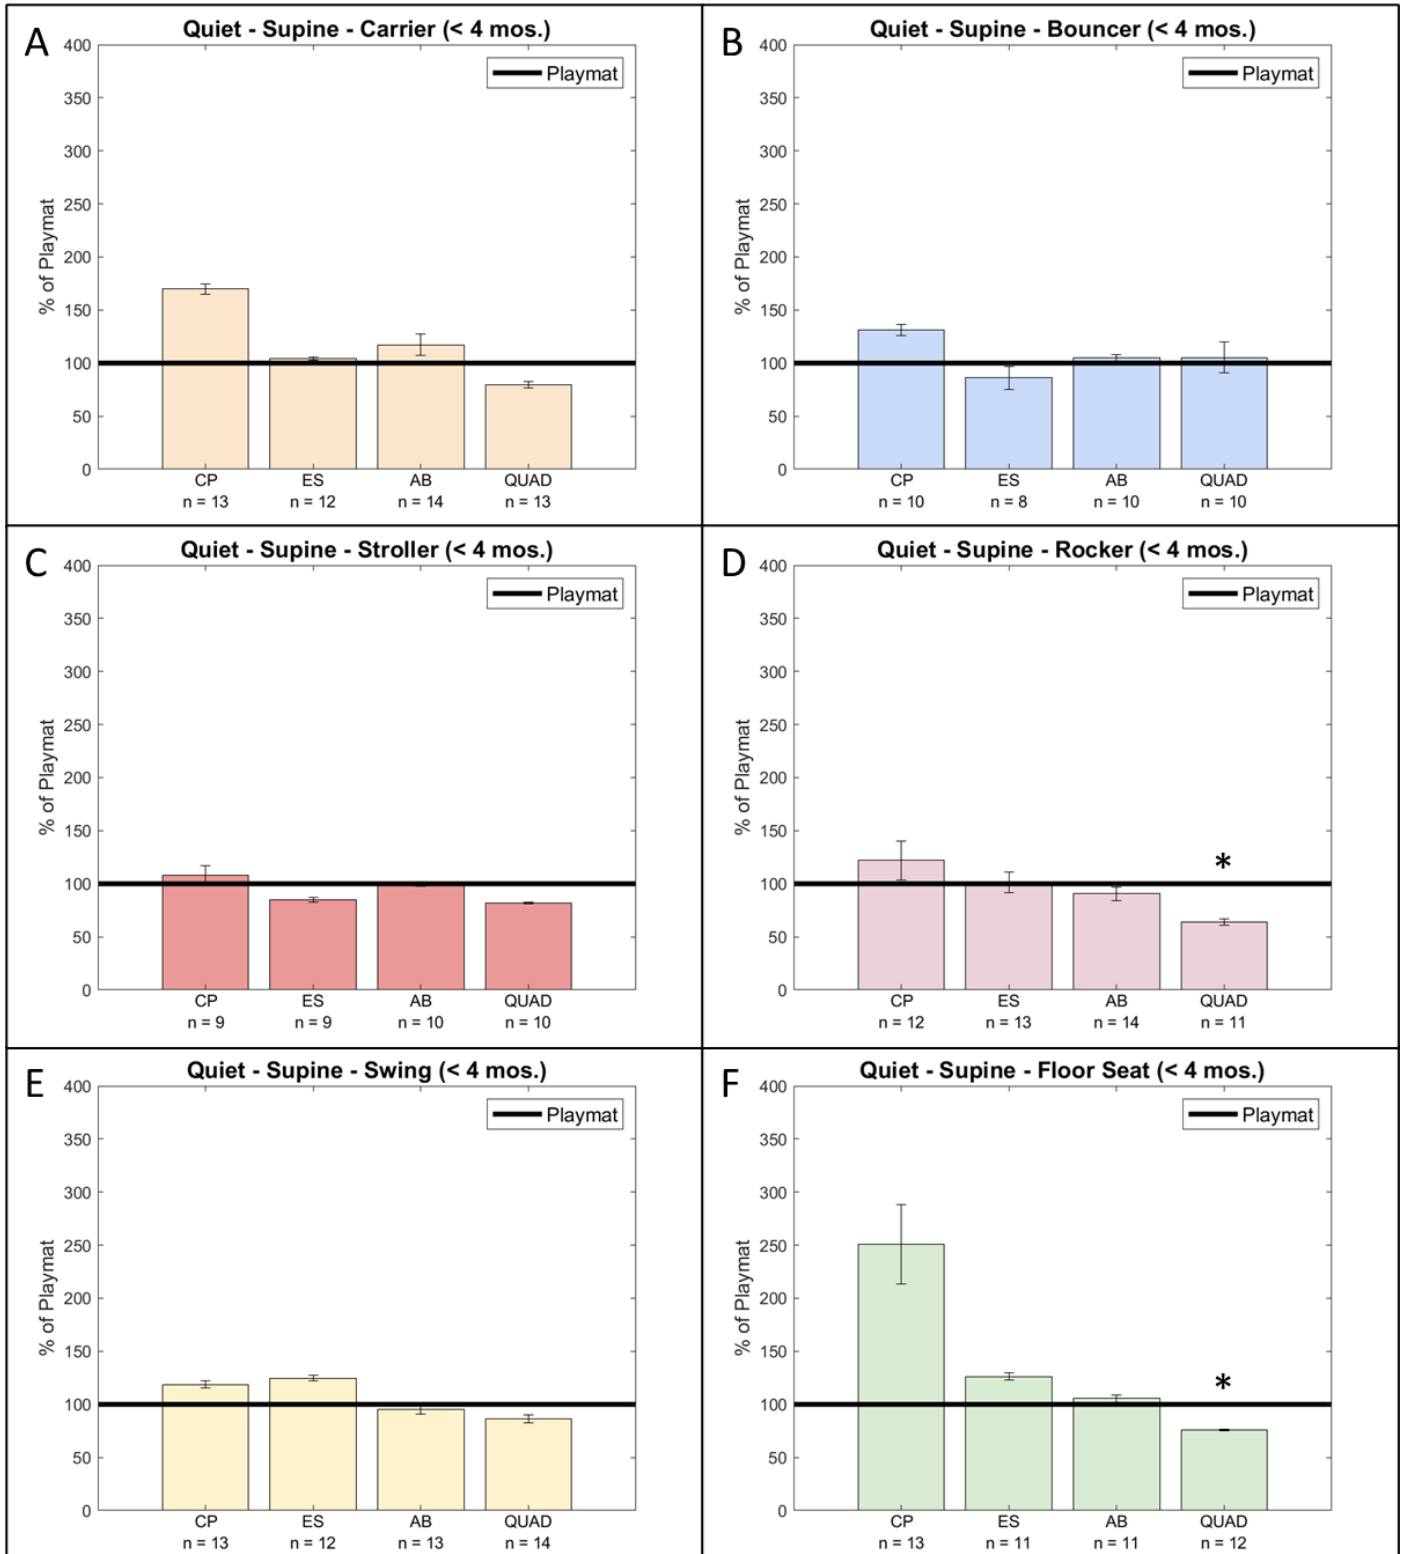 A
Quiet - Supine - Carrier (< 4 mos.)
Playmat
% of Playmat
400
350
300
250
200
150
100
50
0
CP ES AB QUAD
n = 13 n = 12 n = 14 n = 13
B
Quiet - Supine - Bouncer (< 4 mos.)
Playmat
% of Playmat
400
350
300
250
200
150
100
50
0
CP ES AB QUAD
n = 10 n = 8 n = 10 n = 10
C
Quiet - Supine - Stroller (< 4 mos.)
Playmat
% of Playmat
400
350
300
250
200
150
100
50
0
CP ES AB QUAD
n = 9 n = 9 n = 10 n = 10
D
Quiet - Supine - Rocker (< 4 mos.)
Playmat
% of Playmat
400
350
300
250
200
150
100
50
0
*
CP ES AB QUAD
n = 12 n = 13 n = 14 n = 11
E
Quiet - Supine - Swing (< 4 mos.)
Playmat
% of Playmat
400
350
300
250
200
150
100
50
0
CP ES AB QUAD
n = 13 n = 12 n = 13 n = 14
F
Quiet - Supine - Floor Seat (< 4 mos.)
Playmat
% of Playmat
400
350
300
250
200
150
100
50
0
*
CP ES AB QUAD
n = 13 n = 11 n = 11 n = 12